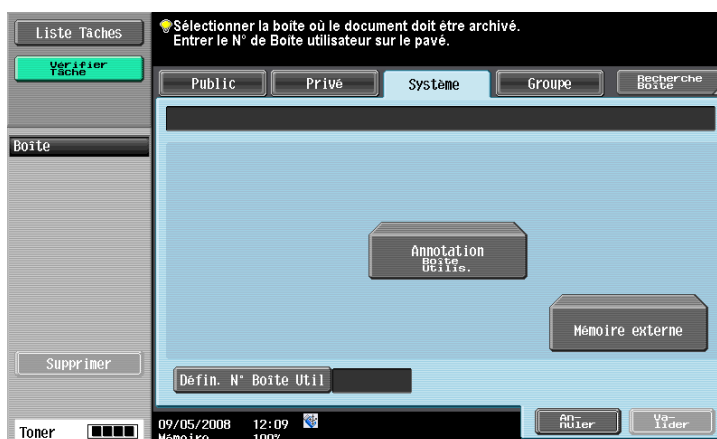 Liste Tâches
Vérifier
Tâche
Sélectionner la boîte où le document doit être archivé.
Entrer le N° de Boîte utilisateur sur le pavé.
Public
Privé
Système
Groupe
Recherche
Boîte
Boîte
Annotation
Boîte
Utilis.
Mémoire externe
Supprimer
Défin. N° Boîte Util
An-
nuler
Va-
lider
Toner
09/05/2008 12:09
Mémoire 100%